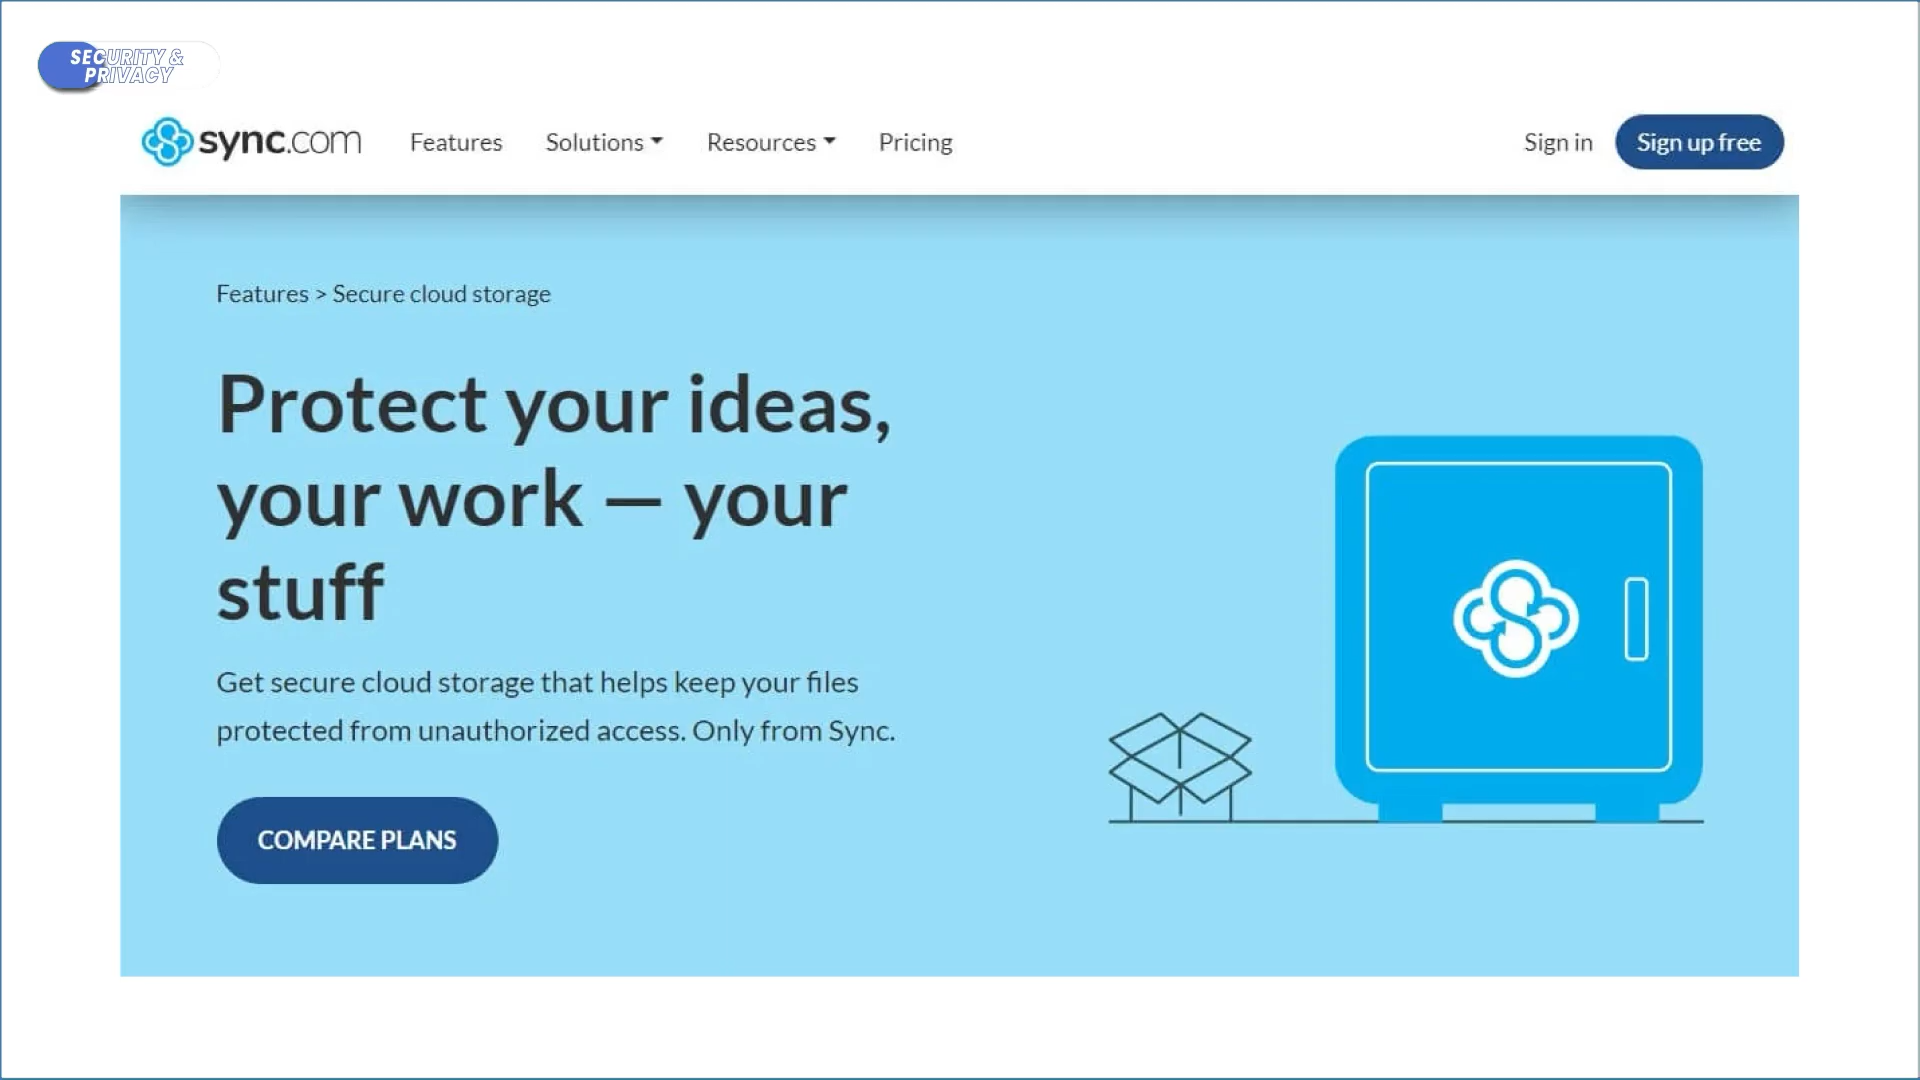 SECURITY &
PRIVACY
sync.com
Features
Solutions
Resources
Pricing
Sign in
Sign up free
Features > Secure cloud storage
Protect your ideas,
your work — your
stuff
Get secure cloud storage that helps keep your files
protected from unauthorized access. Only from Sync.
COMPARE PLANS